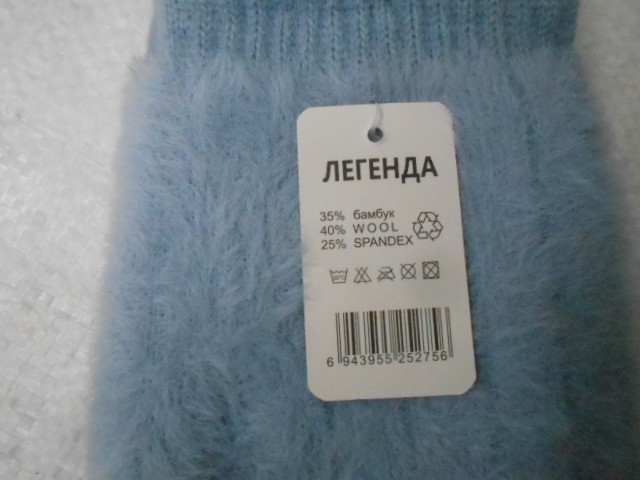 ЛЕГЕНДА
35% бамбук
40% WOOL
25% SPANDEX
6 943955 252756